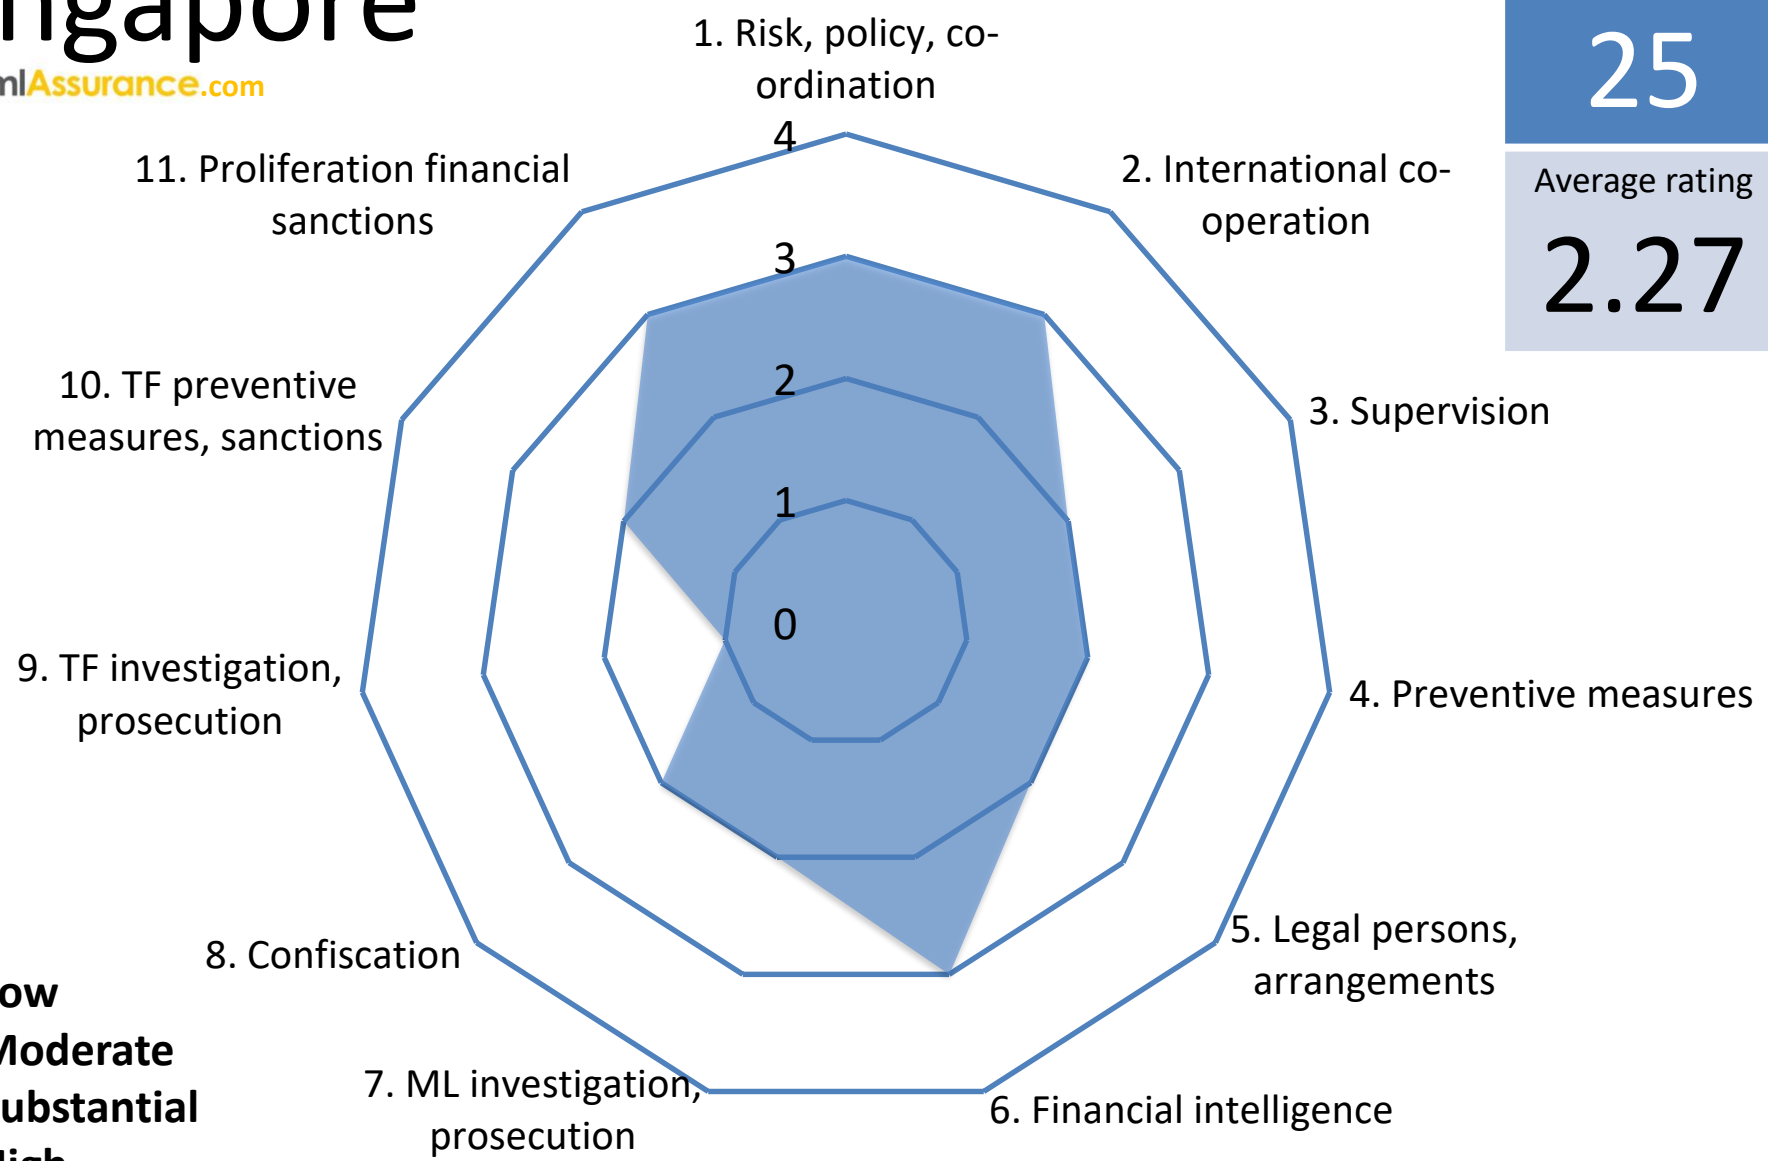 ngapore
mlAssurance.com
25
Average rating
2.27
1. Risk, policy, co-
ordination
2. International co-
operation
3. Supervision
4. Preventive measures
5. Legal persons,
arrangements
6. Financial intelligence
7. ML investigation,
prosecution
8. Confiscation
9. TF investigation,
prosecution
10. TF preventive
measures, sanctions
11. Proliferation financial
sanctions
4
3
2
1
0
ow
Moderate
ubstantial
High